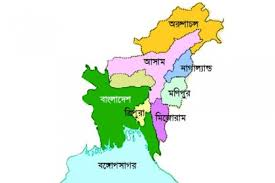 অরুণাচল
আসাম
নাগাল্যান্ড
মণিপুর
বাংলাদেশ
ত্রিপুরা
মিজোরাম
বঙ্গোপসাগর